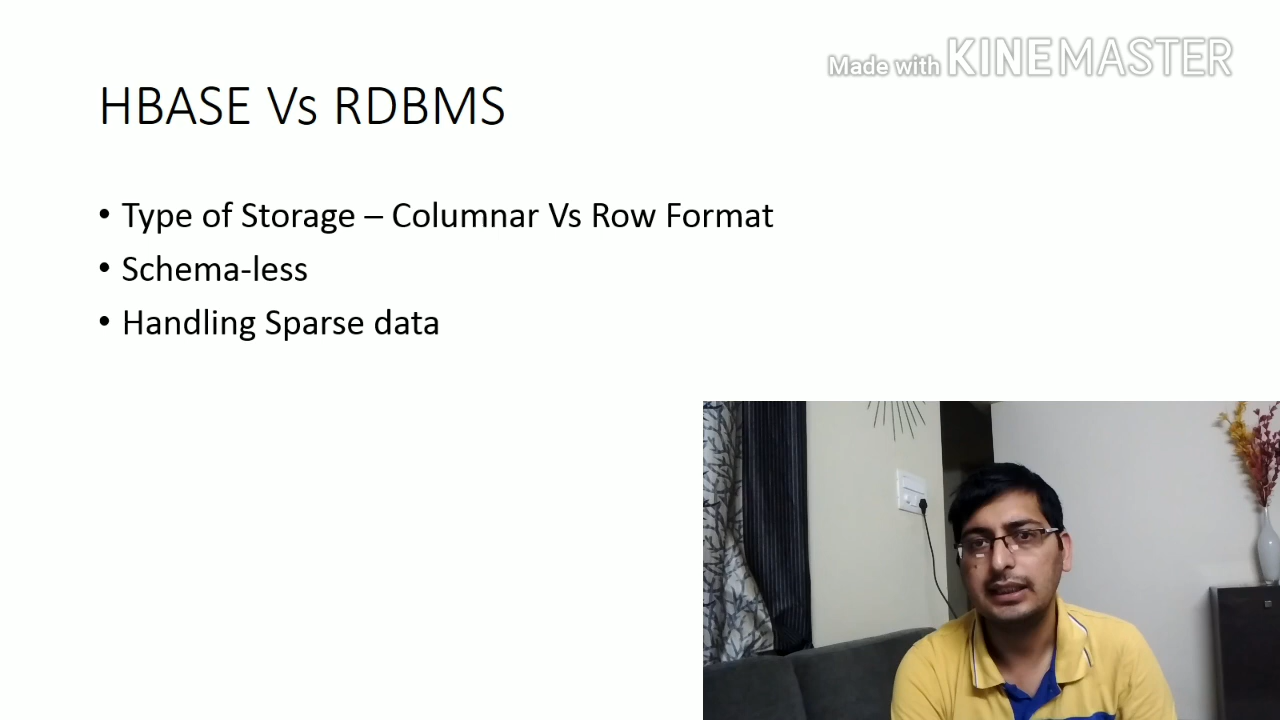 Made with KINEMASTER
HBASE Vs RDBMS
• Type of Storage – Columnar Vs Row Format
• Schema-less
• Handling Sparse data